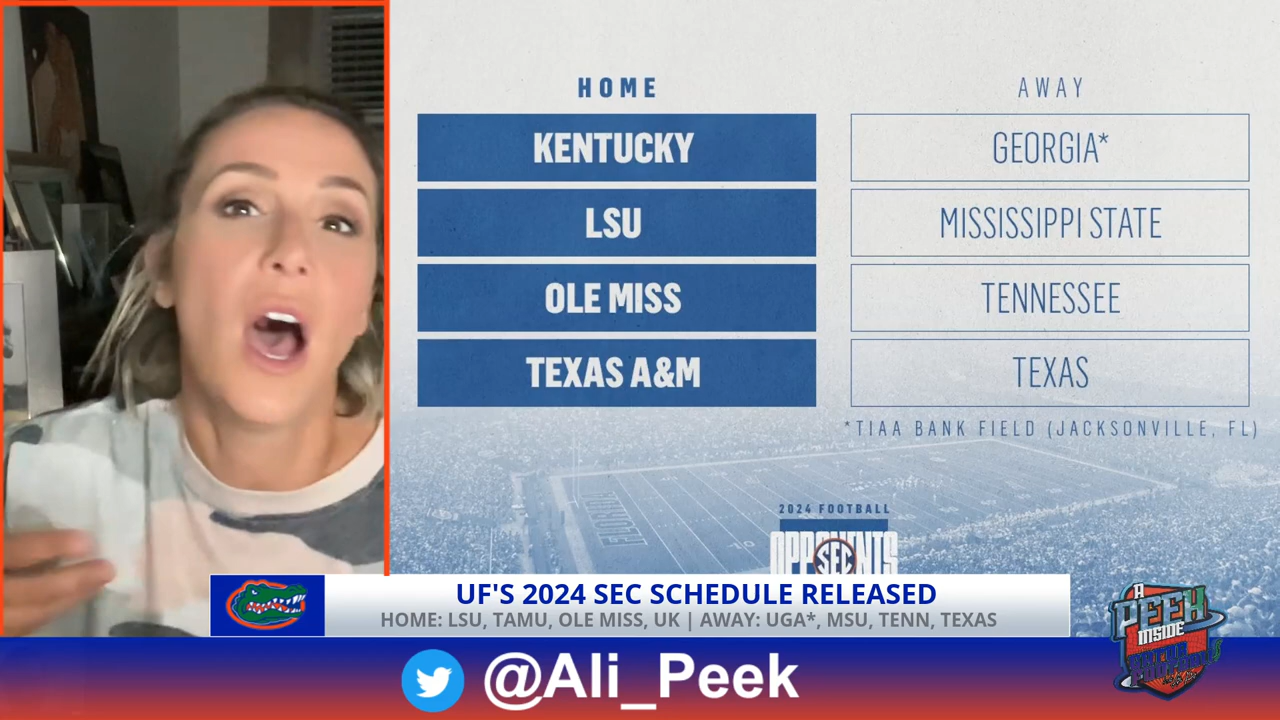 HOME
KENTUCKY
LSU
OLE MISS
TEXAS A&M
AWAY
GEORGIA*
MISSISSIPPI STATE
TENNESSEE
TEXAS
*TIAA BANK FIELD (JACKSONVILLE, FL)
2024 FOOTBALL
SEC
UF'S 2024 SEC SCHEDULE RELEASED
HOME: LSU, TAMU, OLE MISS, UK | AWAY: UGA*, MSU, TENN, TEXAS
@Ali_Peek
A
PEEK
INSIDE